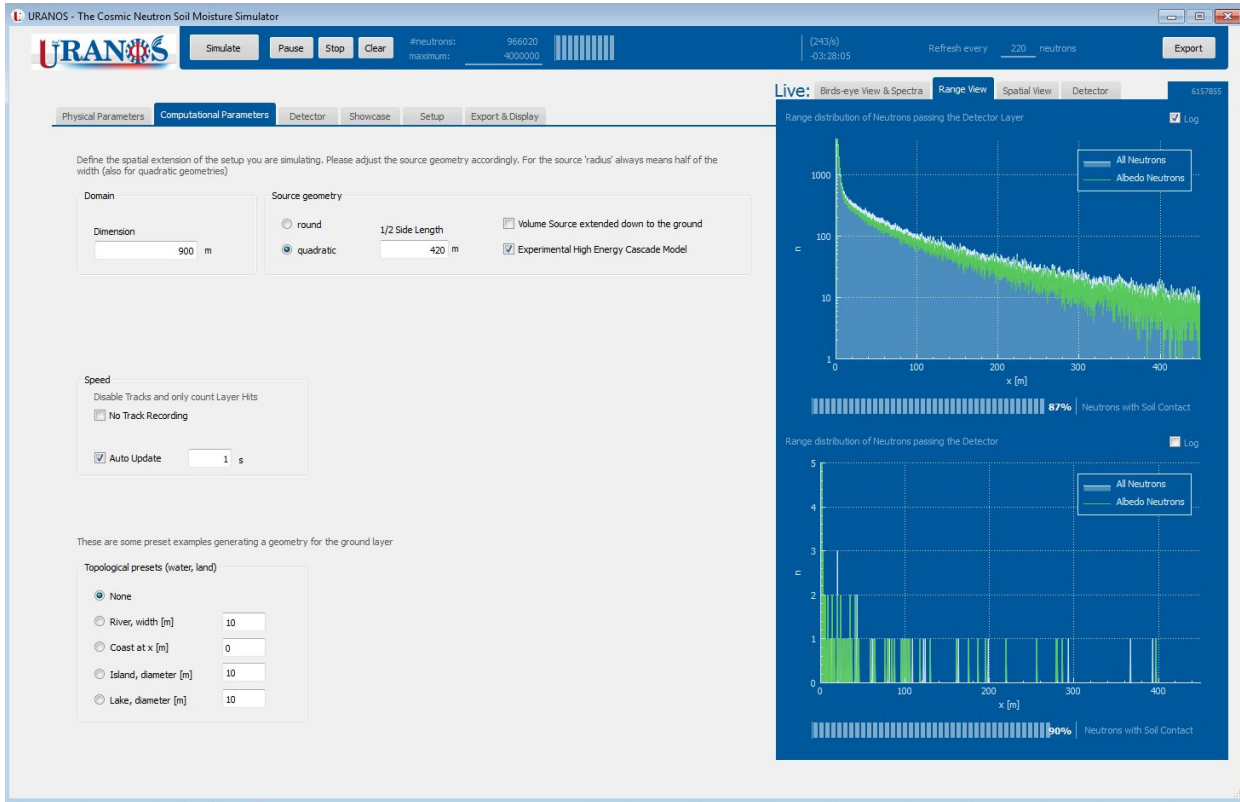 URANOS - The Cosmic Neutron Soil Moisture Simulator
URANOS
Simulate
Pause
Stop
Clear
#neutrons: 966020
maximum: 4000000
(243/s)
-03:28:05
Refresh every 220 neutrons
Export
Live:
Birds-eye View & Spectra
Range View
Spatial View
Detector
6157855
Physical Parameters
Computational Parameters
Detector
Showcase
Setup
Export & Display
Define the spatial extension of the setup you are simulating. Please adjust the source geometry accordingly. For the source 'radius' always means half of the
width (also for quadratic geometries)
Domain
Dimension
900 m
Source geometry
round
quadratic
1/2 Side Length
420 m
Volume Source extended down to the ground
Experimental High Energy Cascade Model
Speed
Disable Tracks and only count Layer Hits
No Track Recording
Auto Update 1 s
These are some preset examples generating a geometry for the ground layer
Topological presets (water, land)
None
River, width [m] 10
Coast at x [m] 0
Island, diameter [m] 10
Lake, diameter [m] 10
Range distribution of Neutrons passing the Detector Layer
Log
All Neutrons
Albedo Neutrons
1000
100
n
10
1
0 100 200 300 400
x [m]
87% Neutrons with Soil Contact
Range distribution of Neutrons passing the Detector
Log
All Neutrons
Albedo Neutrons
5
4
3
n
2
1
0
0 100 200 300 400
x [m]
90% Neutrons with Soil Contact